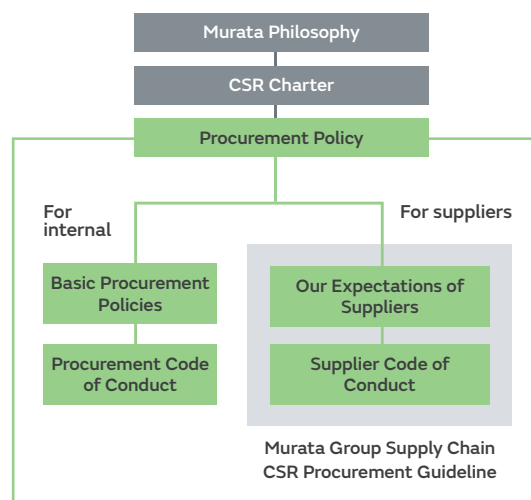 Murata Philosophy
CSR Charter
Procurement Policy
For
internal
For suppliers
Basic Procurement
Policies
Our Expectations of
Suppliers
Procurement Code
of Conduct
Supplier Code of
Conduct
Murata Group Supply Chain
CSR Procurement Guideline